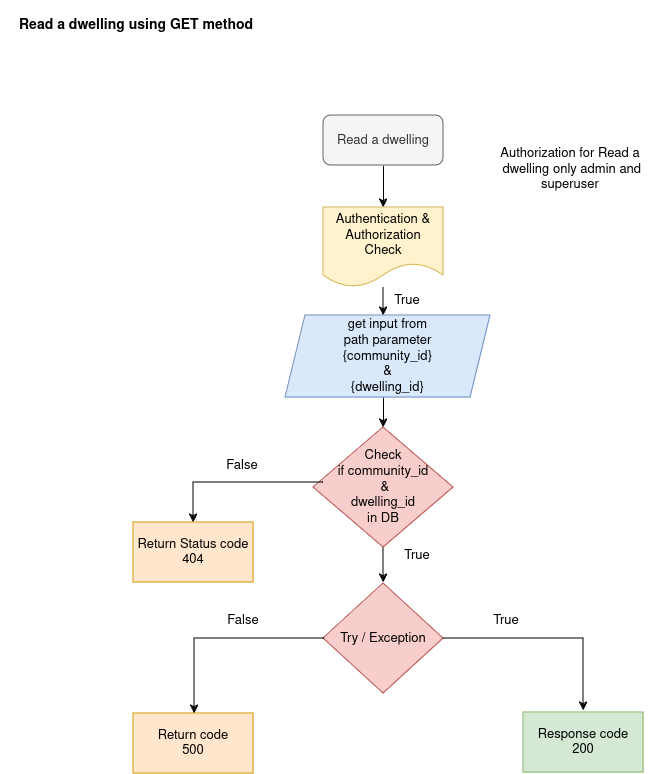 Read a dwelling using GET method
Read a dwelling
Authorization for Read a
dwelling only admin and
superuser
Authentication &
Authorization
Check
True
get input from
path parameter
{community_id}
&
{dwelling_id}
Check
if community_id
&
dwelling_id
in DB
False
Return Status code
404
True
Try / Exception
False
True
Return code
500
Response code
200